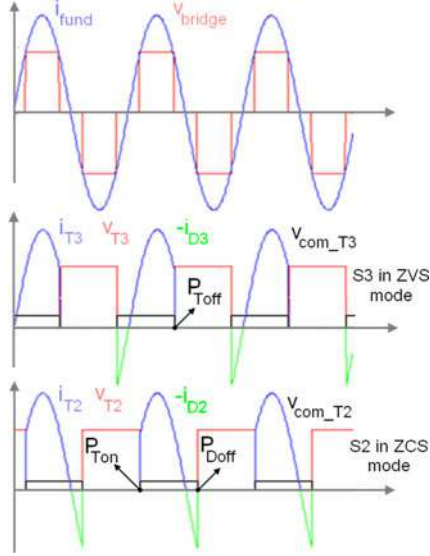 i_fund v_bridge
i_T3 v_T3 -i_D3 v_com_T3
S3 in ZVS
mode
P_Toff
i_T2 v_T2 -i_D2 v_com_T2
S2 in ZCS
mode
P_Ton P_Doff